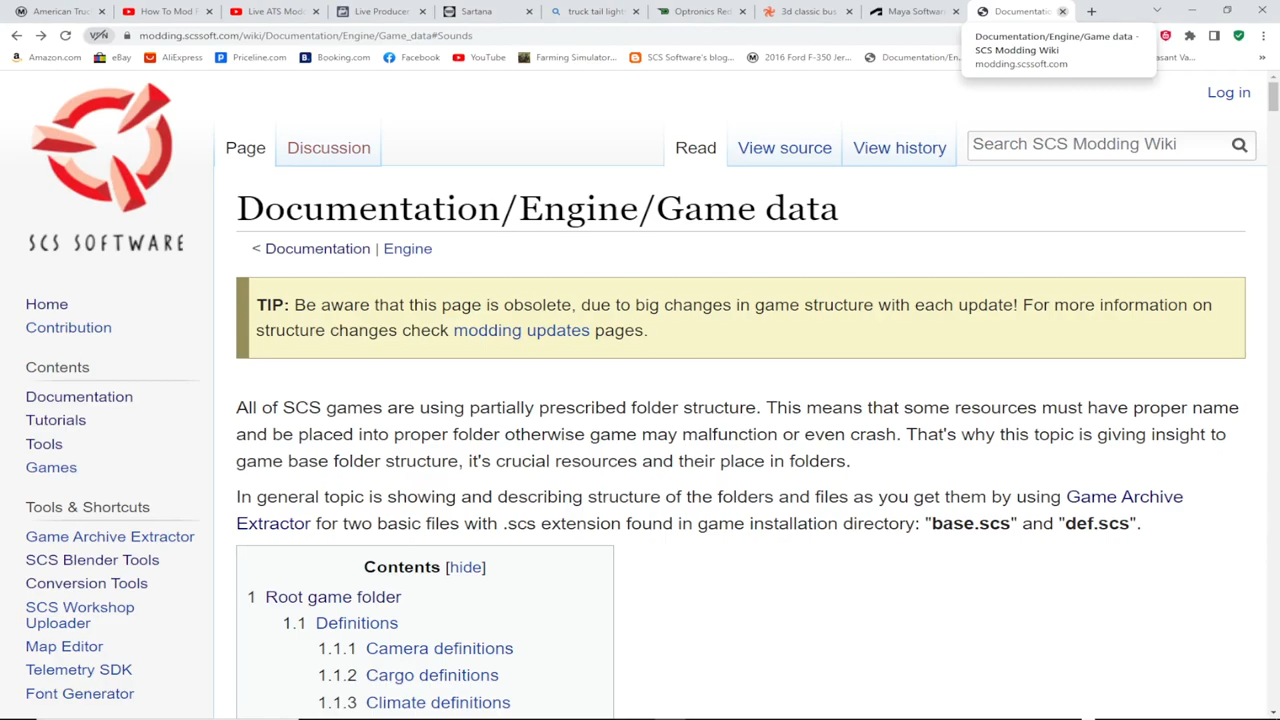 American Truc
How To Mod F
Live ATS Moda
Live Producer
Sartana
truck tail light
Optronics Red
3d classic bus
Maya Softwar
Documentatio
VPN
modding.scssoft.com/wiki/Documentation/Engine/Game_data#Sounds
Amazon.com
eBay
AliExpress
Priceline.com
Booking.com
Facebook
YouTube
Farming Simulator...
SCS Software's blog...
2016 Ford F-350 Jer...
Documentation/En...
asant Va...
Documentation/Engine/Game data -
SCS Modding Wiki
modding.scssoft.com
Log in
Page
Discussion
Read
View source
View history
Search SCS Modding Wiki
SCS SOFTWARE
Documentation/Engine/Game data
< Documentation | Engine
TIP: Be aware that this page is obsolete, due to big changes in game structure with each update! For more information on
structure changes check modding updates pages.
All of SCS games are using partially prescribed folder structure. This means that some resources must have proper name
and be placed into proper folder otherwise game may malfunction or even crash. That's why this topic is giving insight to
game base folder structure, it's crucial resources and their place in folders.
In general topic is showing and describing structure of the folders and files as you get them by using Game Archive
Extractor for two basic files with .scs extension found in game installation directory: "base.scs" and "def.scs".
Contents [hide]
1 Root game folder
1.1 Definitions
1.1.1 Camera definitions
1.1.2 Cargo definitions
1.1.3 Climate definitions
Home
Contribution
Contents
Documentation
Tutorials
Tools
Games
Tools & Shortcuts
Game Archive Extractor
SCS Blender Tools
Conversion Tools
SCS Workshop
Uploader
Map Editor
Telemetry SDK
Font Generator